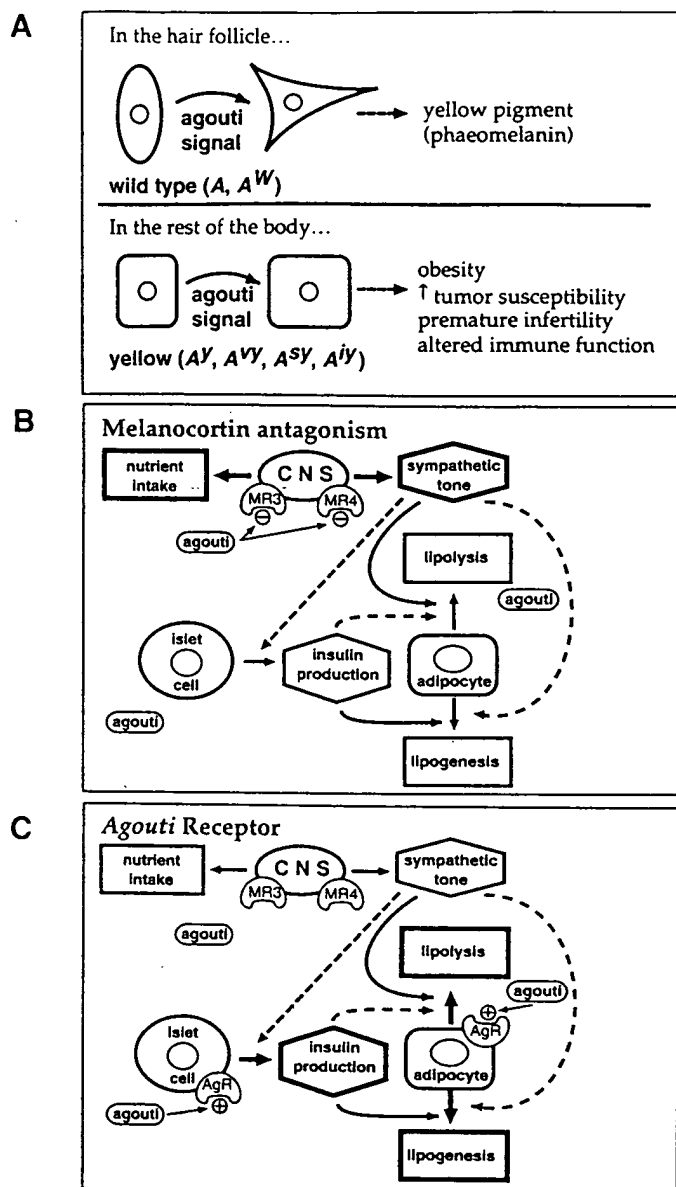 A
In the hair follicle...
agouti
signal
yellow pigment
(phaeomelanin)
wild type (A, A^W)
In the rest of the body...
agouti
signal
obesity
↑ tumor susceptibility
premature infertility
altered immune function
yellow (A^y, A^vy, A^sy, A^iy)
B
Melanocortin antagonism
nutrient
intake
CNS
MR3
MR4
⊖
⊖
sympathetic
tone
agouti
lipolysis
agouti
islet
cell
insulin
production
adipocyte
agouti
lipogenesis
C
Agouti Receptor
nutrient
intake
CNS
MR3
MR4
sympathetic
tone
agouti
lipolysis
agouti
⊕
AgR
islet
cell
AgR
insulin
production
adipocyte
agouti
⊕
lipogenesis